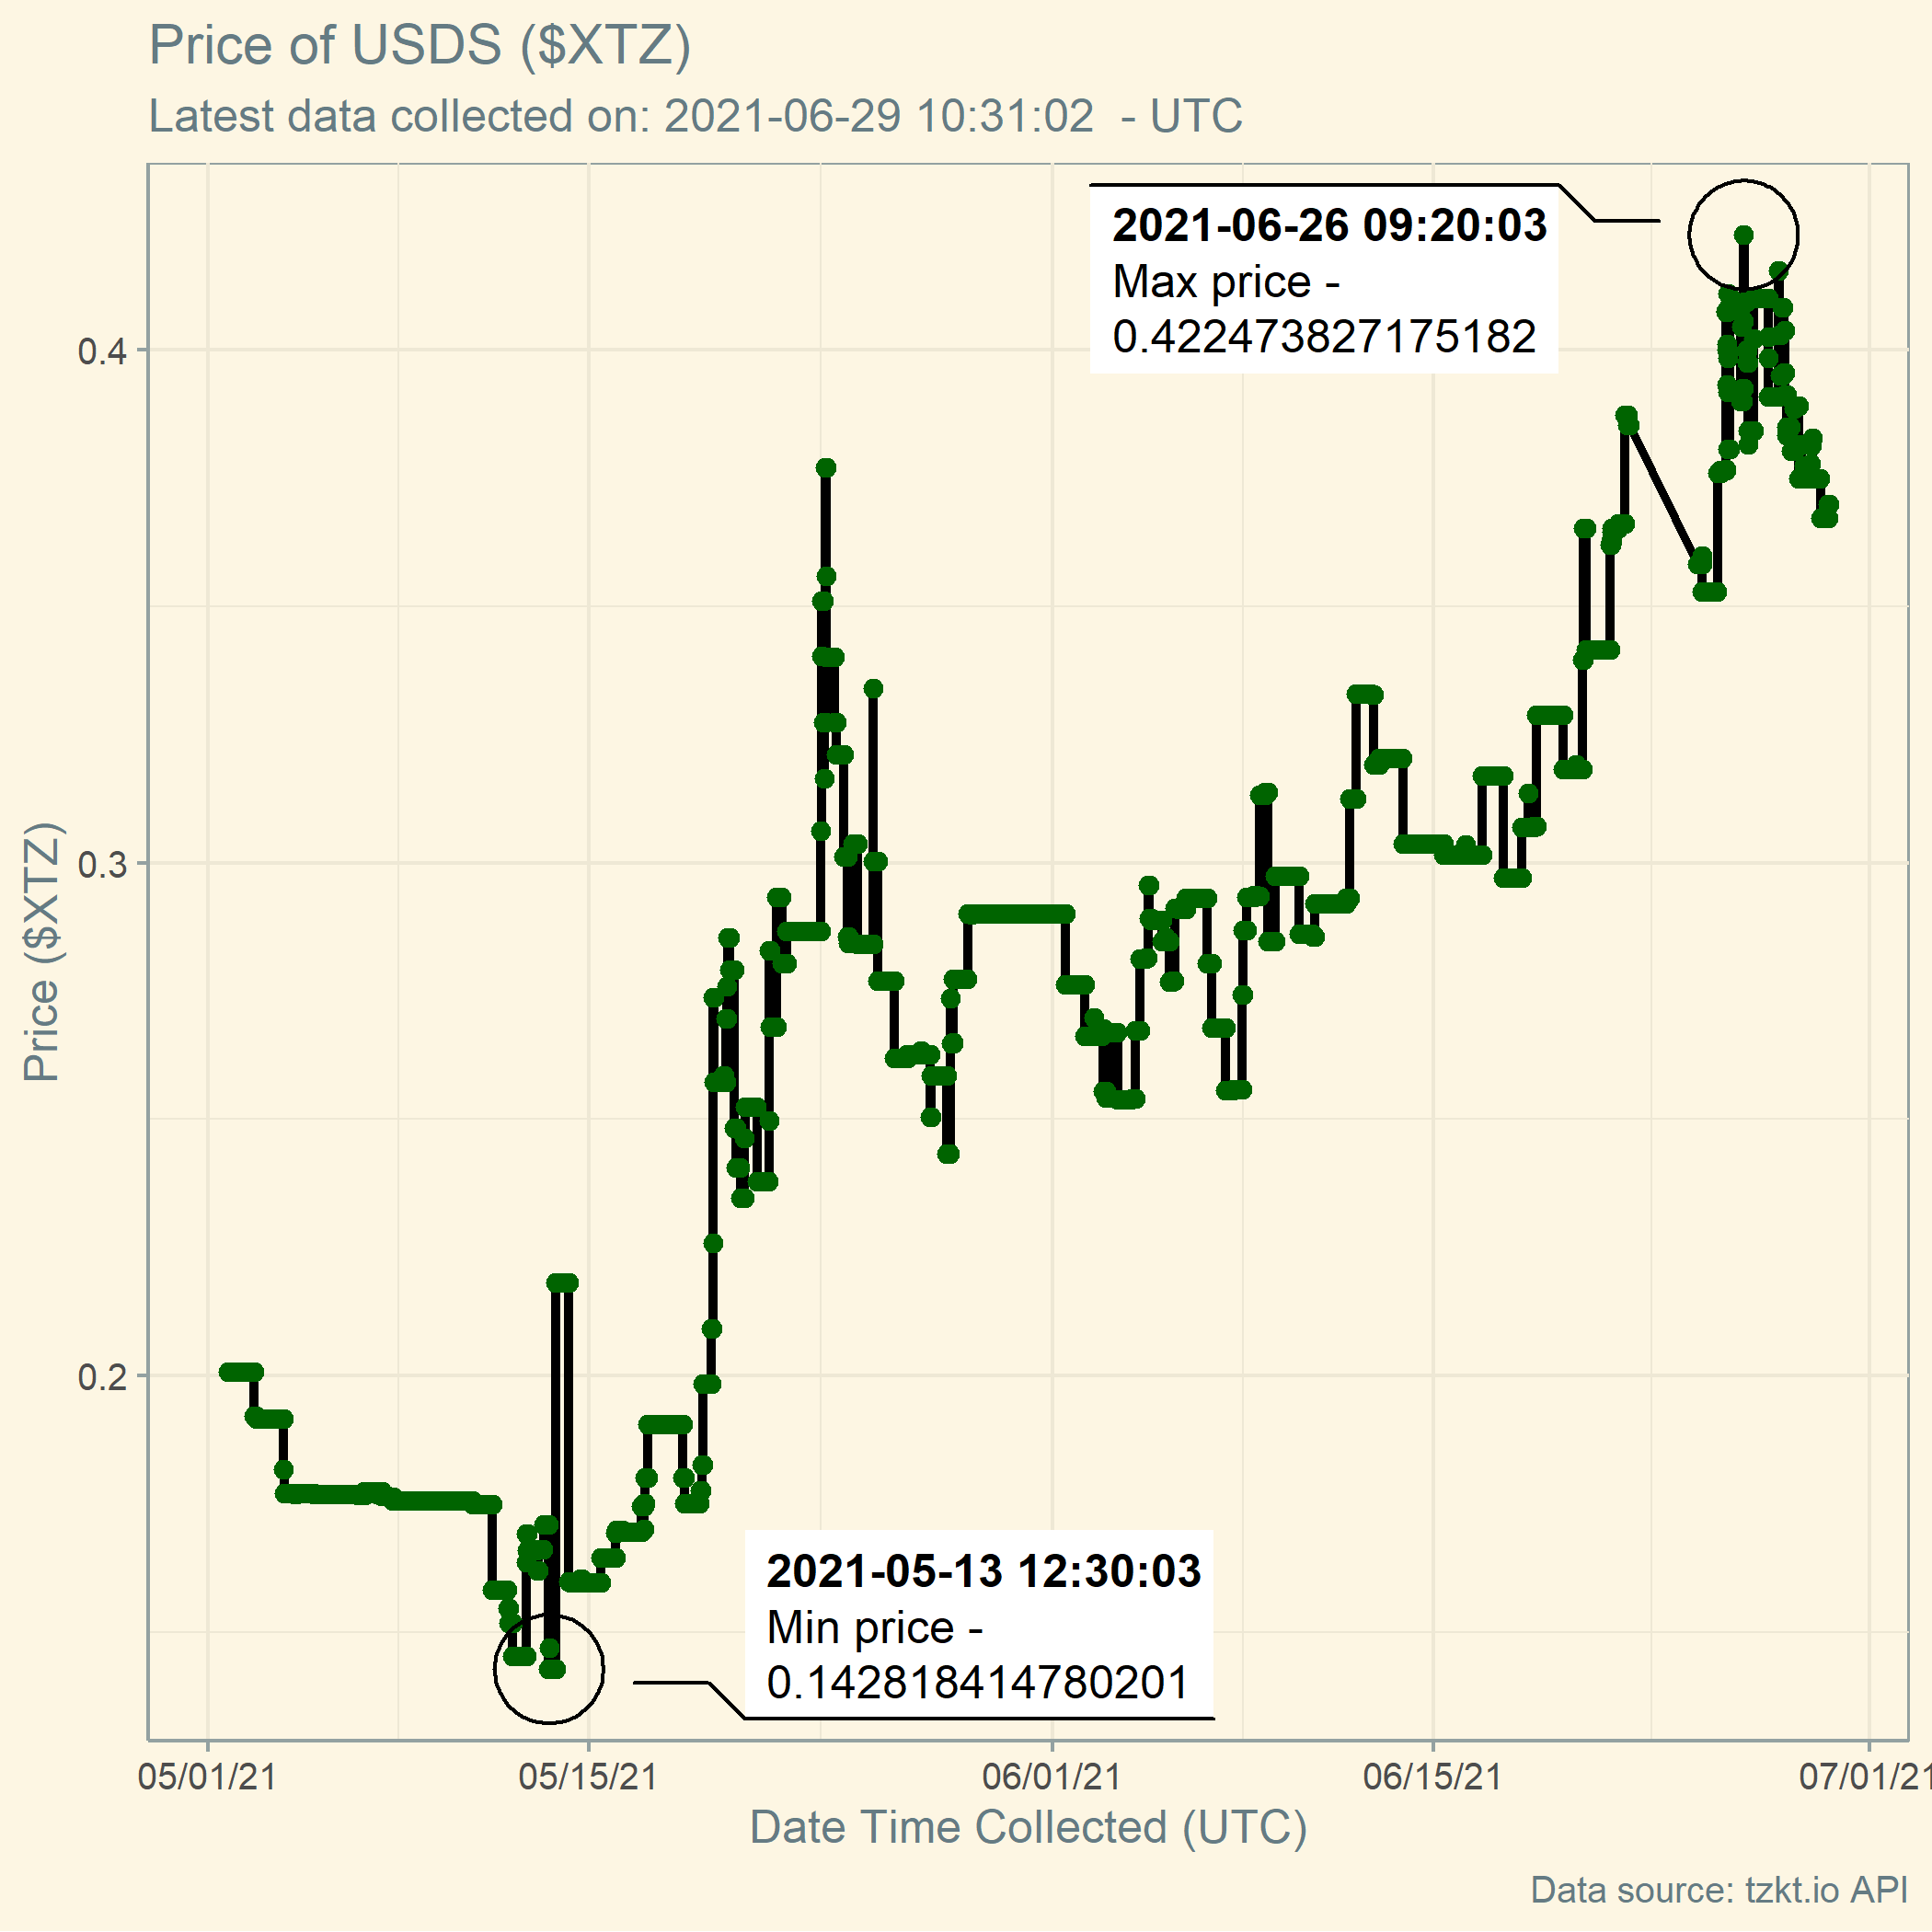 Price of USDS ($XTZ)
Latest data collected on: 2021-06-29 10:31:02  - UTC
2021-06-26 09:20:03
Max price -
0.422473827175182
0.4
0.3
0.2
Price ($XTZ)
2021-05-13 12:30:03
Min price -
0.142818414780201
05/01/21
05/15/21
06/01/21
06/15/21
07/01/21
Date Time Collected (UTC)
Data source: tzkt.io API